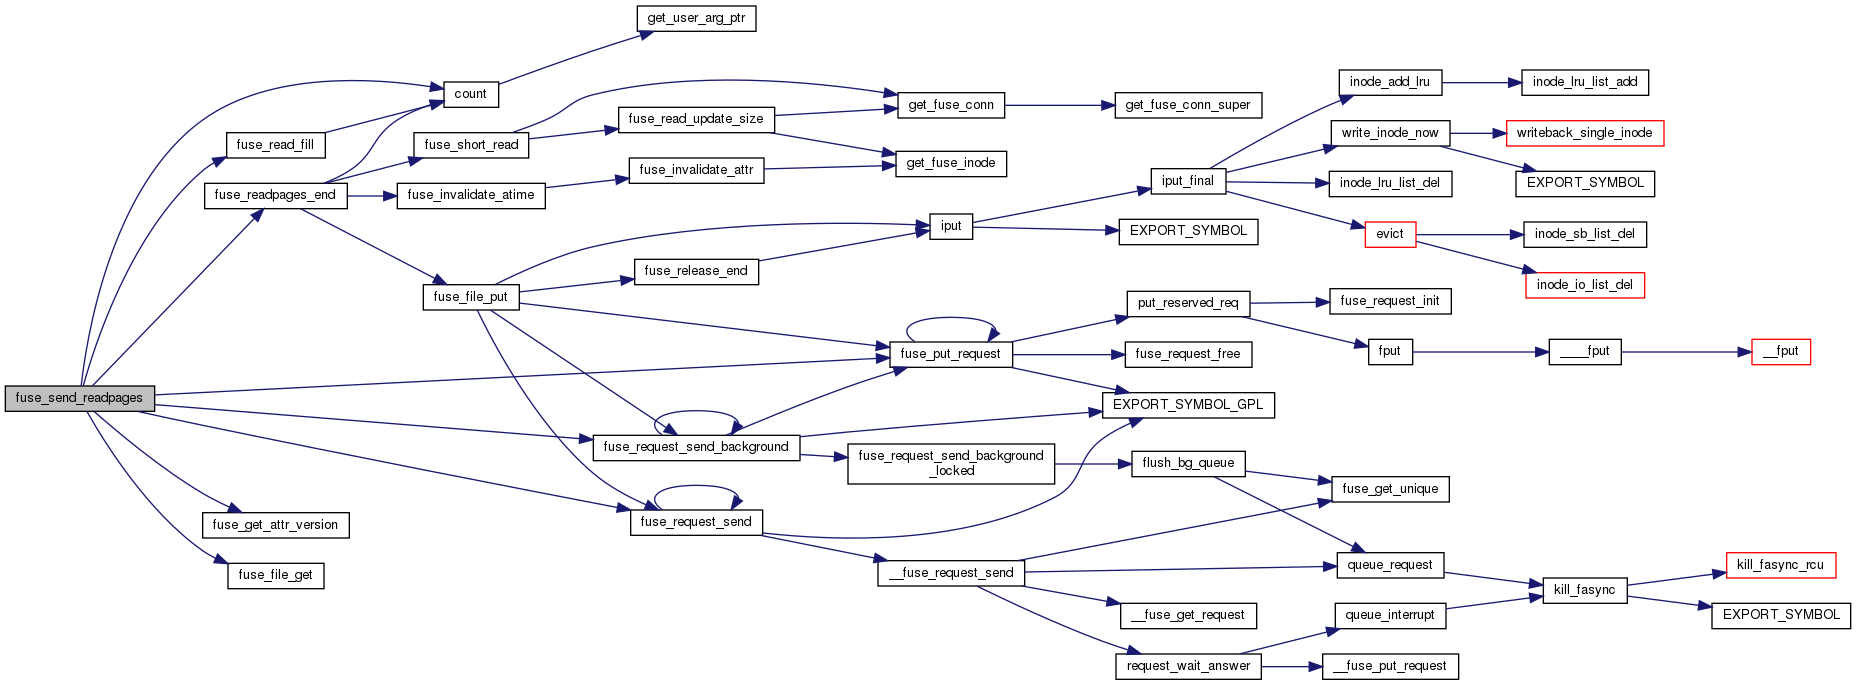 get_user_arg_ptr
count
inode_add_lru
inode_lru_list_add
get_fuse_conn
get_fuse_conn_super
fuse_read_update_size
fuse_read_fill
fuse_short_read
write_inode_now
writeback_single_inode
get_fuse_inode
fuse_invalidate_attr
iput_final
inode_lru_list_del
EXPORT_SYMBOL
fuse_readpages_end
fuse_invalidate_atime
iput
EXPORT_SYMBOL
evict
inode_sb_list_del
fuse_release_end
inode_io_list_del
fuse_file_put
put_reserved_req
fuse_request_init
fuse_put_request
fuse_request_free
fput
____fput
__fput
fuse_send_readpages
EXPORT_SYMBOL_GPL
fuse_request_send_background
fuse_request_send_background
_locked
flush_bg_queue
fuse_get_unique
fuse_get_attr_version
fuse_request_send
fuse_file_get
__fuse_request_send
queue_request
kill_fasync_rcu
kill_fasync
__fuse_get_request
queue_interrupt
EXPORT_SYMBOL
request_wait_answer
__fuse_put_request